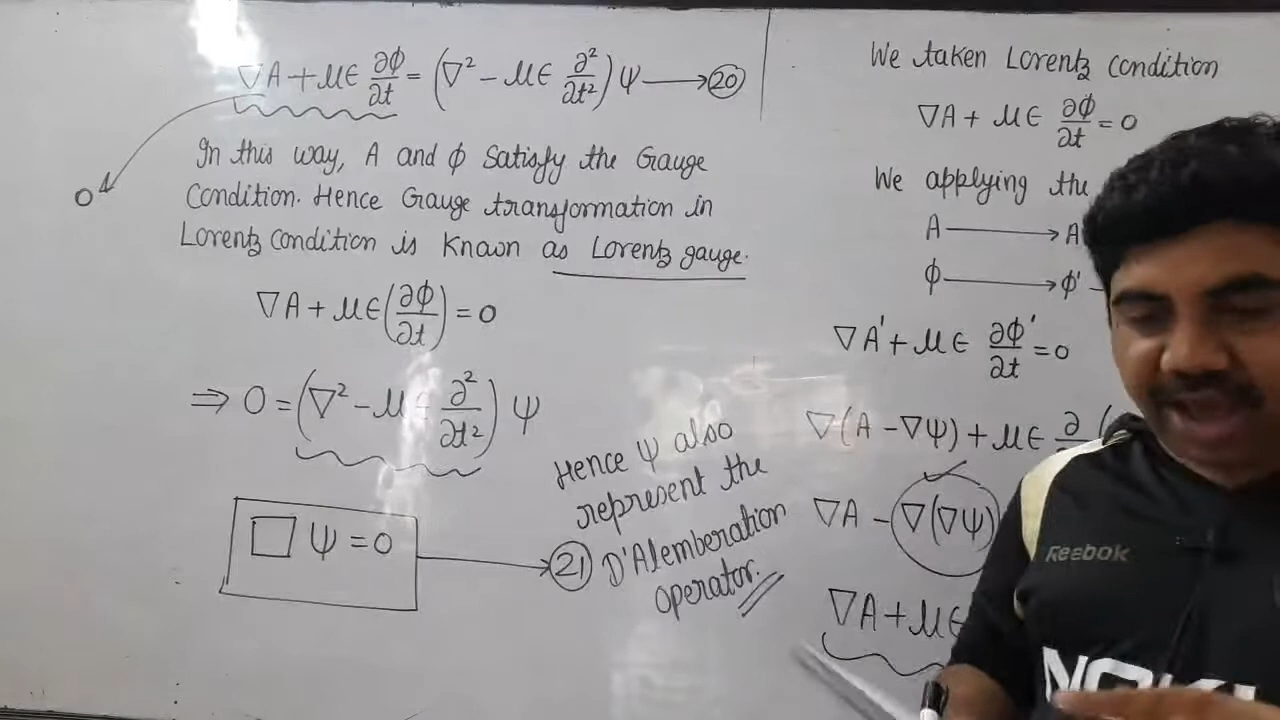 ∇A + με ∂φ/∂t = (∇² − με ∂²/∂t²) ψ ⟶ (20)
0
In this way, A and φ Satisfy the Gauge
Condition. Hence Gauge transformation in
Lorentz Condition is Known as Lorentz gauge.
∇A + με(∂φ/∂t) = 0
⇒ 0 = (∇² − με ∂²/∂t²) ψ
□ ψ = 0 ⟶ (21)
Hence ψ also
represent the
D'Alemberation
operator.
We taken Lorentz condition
∇A + με ∂φ/∂t = 0
We applying the
A ⟶ A
φ ⟶ φ'
∇A' + με ∂φ'/∂t = 0
∇(A − ∇ψ) + με ∂
∇A − ∇(∇ψ)
∇A + με
Reebok